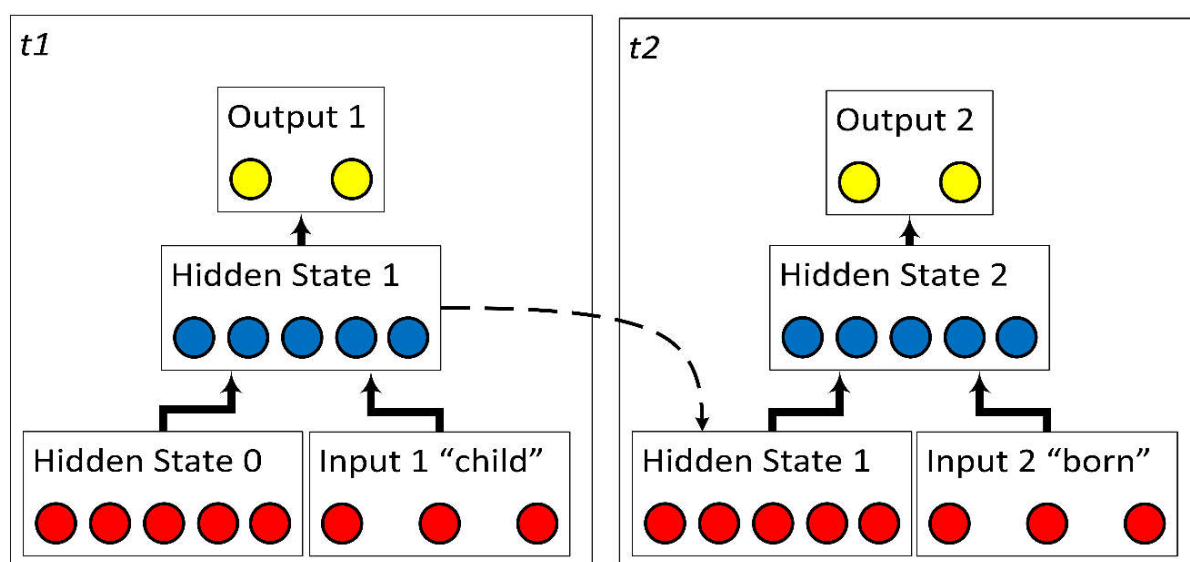 t1
Output 1
Hidden State 1
Hidden State 0
Input 1 “child”
t2
Output 2
Hidden State 2
Hidden State 1
Input 2 “born”